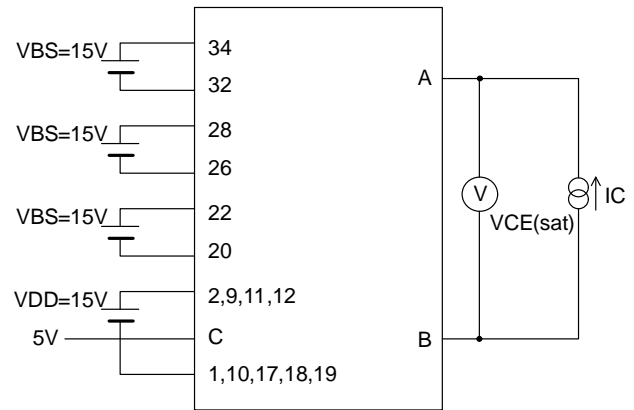 VBS=15V
34
32
A
VBS=15V
28
26
V
IC
VCE(sat)
VBS=15V
22
20
VDD=15V
2,9,11,12
5V
C
B
1,10,17,18,19